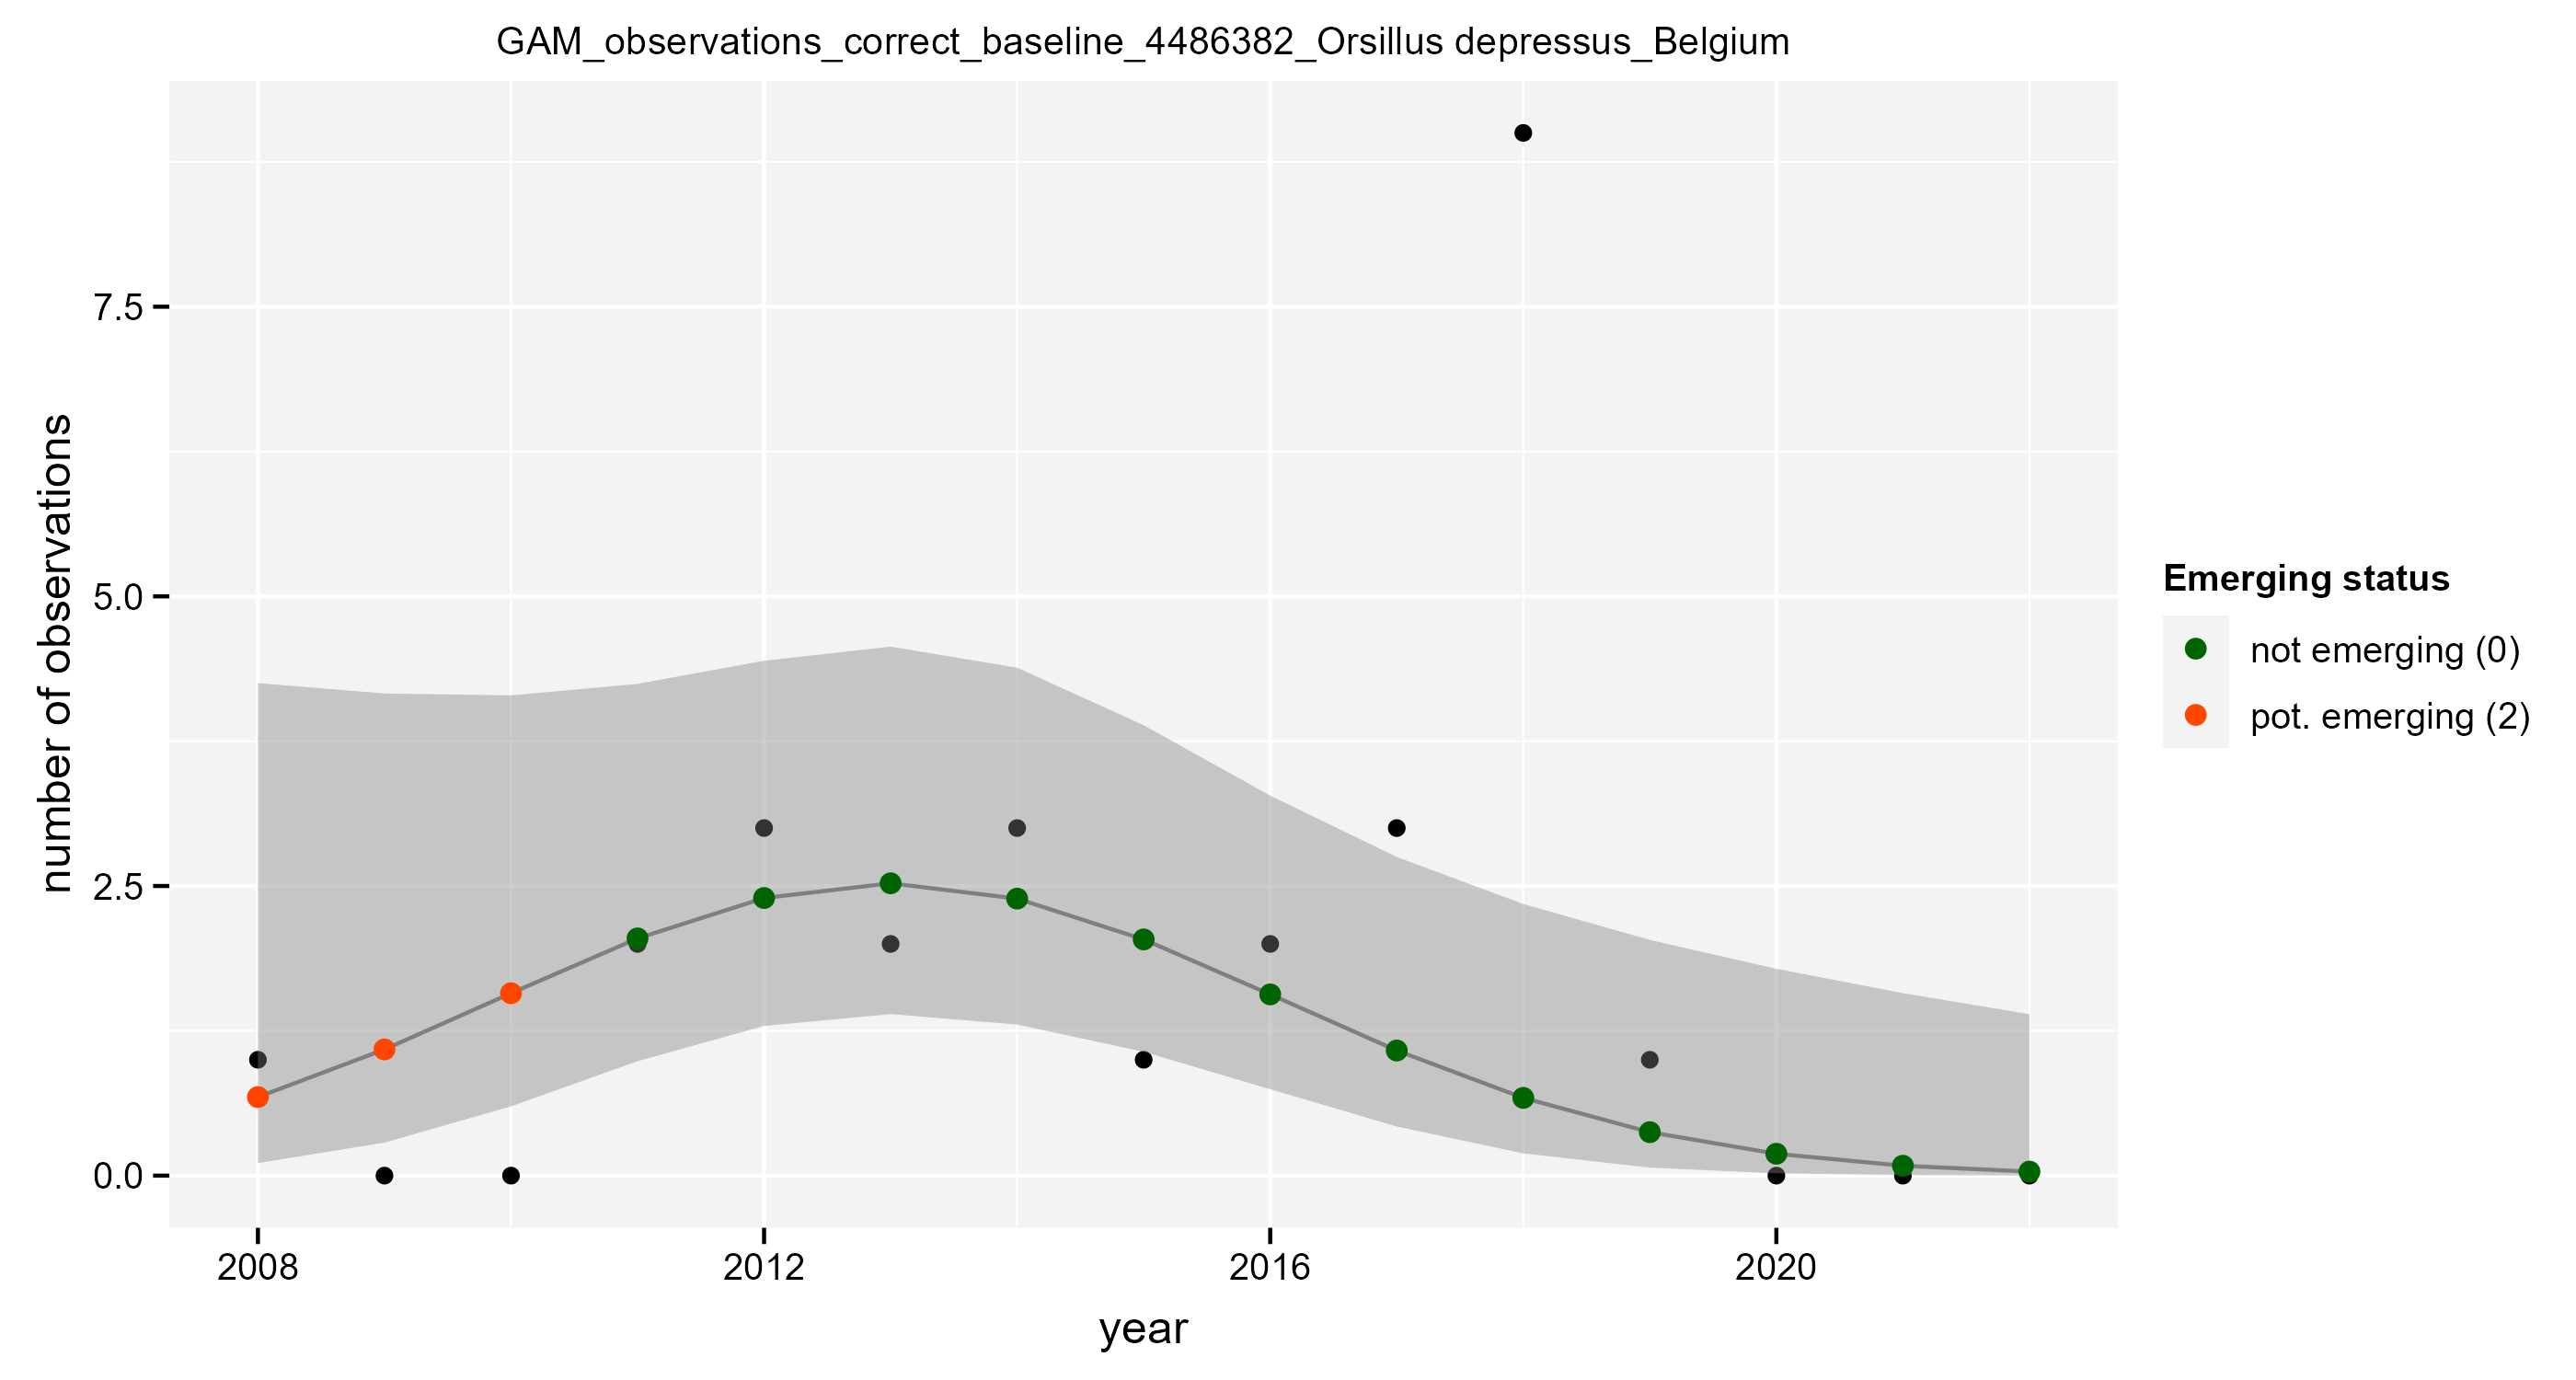 GAM_observations_correct_baseline_4486382_Orsillus depressus_Belgium
number of observations
7.5
5.0
2.5
0.0
2008
2012
2016
2020
year
Emerging status
not emerging (0)
pot. emerging (2)